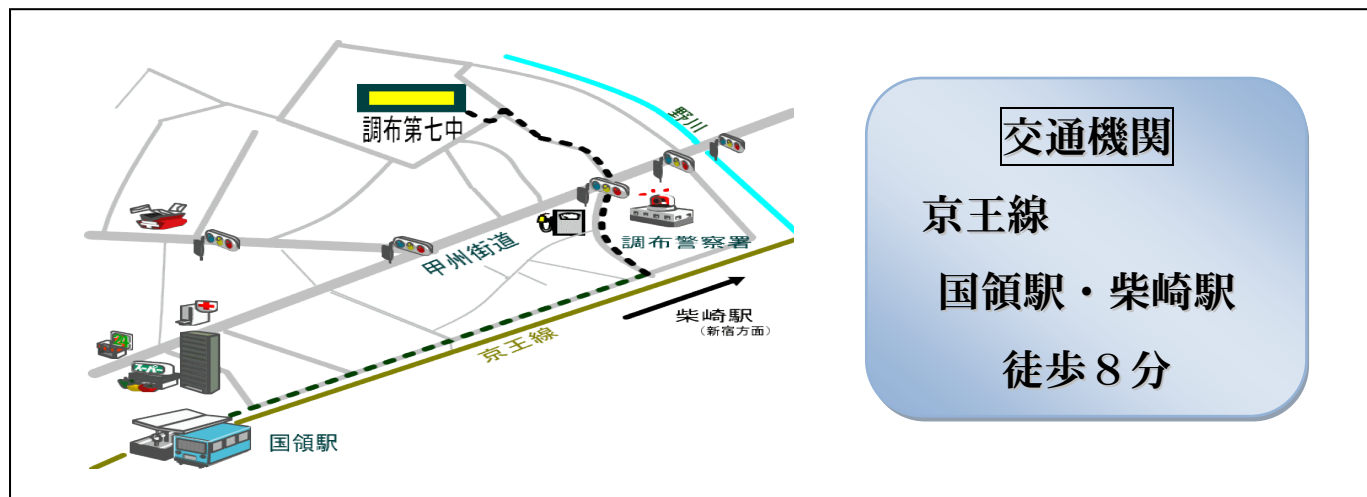 調布第七中
野川
甲州街道
調布警察署
柴崎駅
(新宿方面)
京王線
24
スーパー
国領駅
交通機関
京王線
国領駅・柴崎駅
徒歩８分